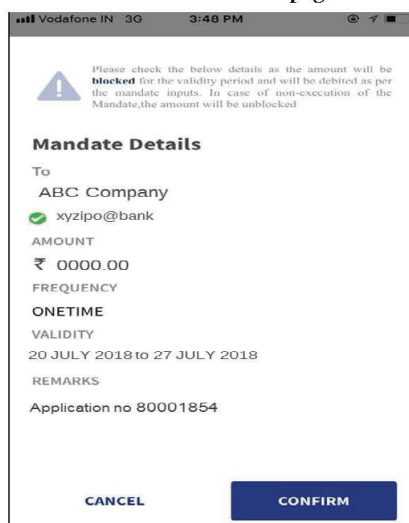 Vodafone IN 3G 3:48 PM
Please check the below details as the amount will be
blocked for the validity period and will be debited as per
the mandate inputs. In case of non-execution of the
Mandate,the amount will be unblocked
Mandate Details
To
ABC Company
xyzipo@bank
AMOUNT
₹ 0000.00
FREQUENCY
ONETIME
VALIDITY
20 JULY 2018 to 27 JULY 2018
REMARKS
Application no 80001854
CANCEL CONFIRM